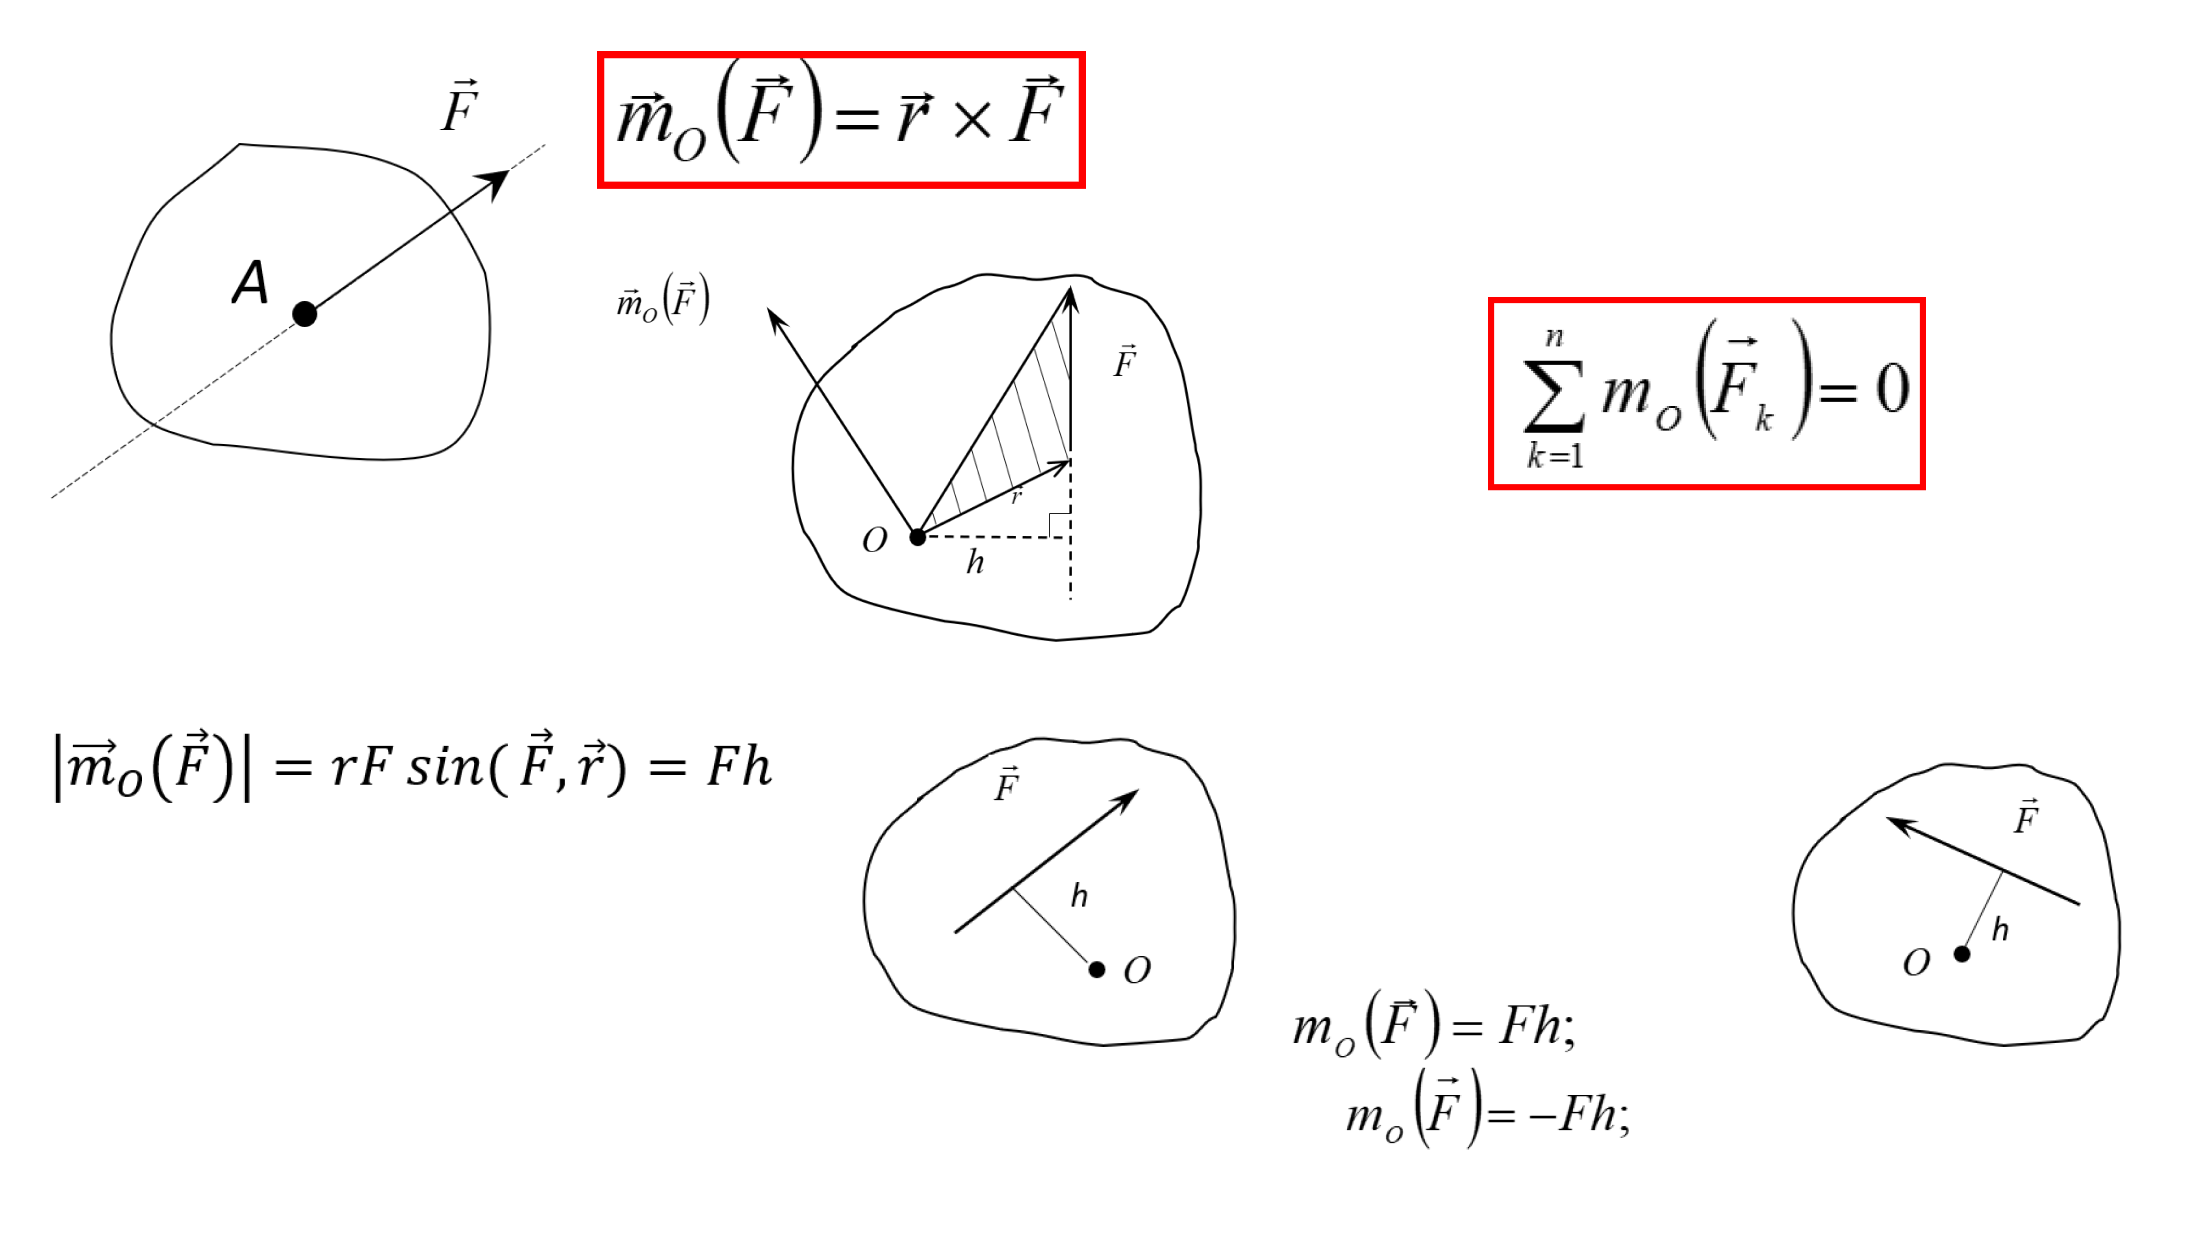 $\vec{F}$
$\vec{m}_O(\vec{F}) = \vec{r} \times \vec{F}$
A
$\vec{m}_O(\vec{F})$
$\vec{F}$
r
O
h
$\sum_{k=1}^{n} m_O(\vec{F}_k) = 0$
$|\vec{m}_O(\vec{F})| = rF \sin(\vec{F}, \vec{r}) = Fh$
$\vec{F}$
h
O
$\vec{F}$
h
O
$m_O(\vec{F}) = Fh;$
$m_O(\vec{F}) = -Fh;$